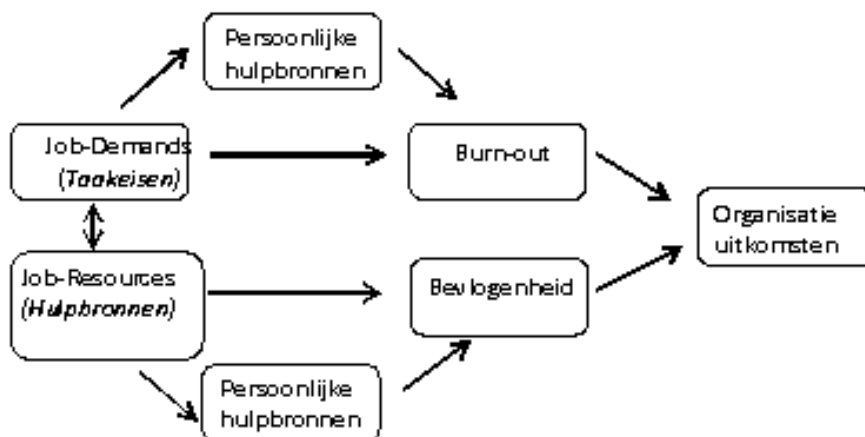 Persoonlijke
hulpbronnen
Job-Demands
(Taakeisen)
Burn-out
Organisatie
uitkomsten
Job-Resources
(Hulpbronnen)
Bevlogenheid
Persoonlijke
hulpbronnen